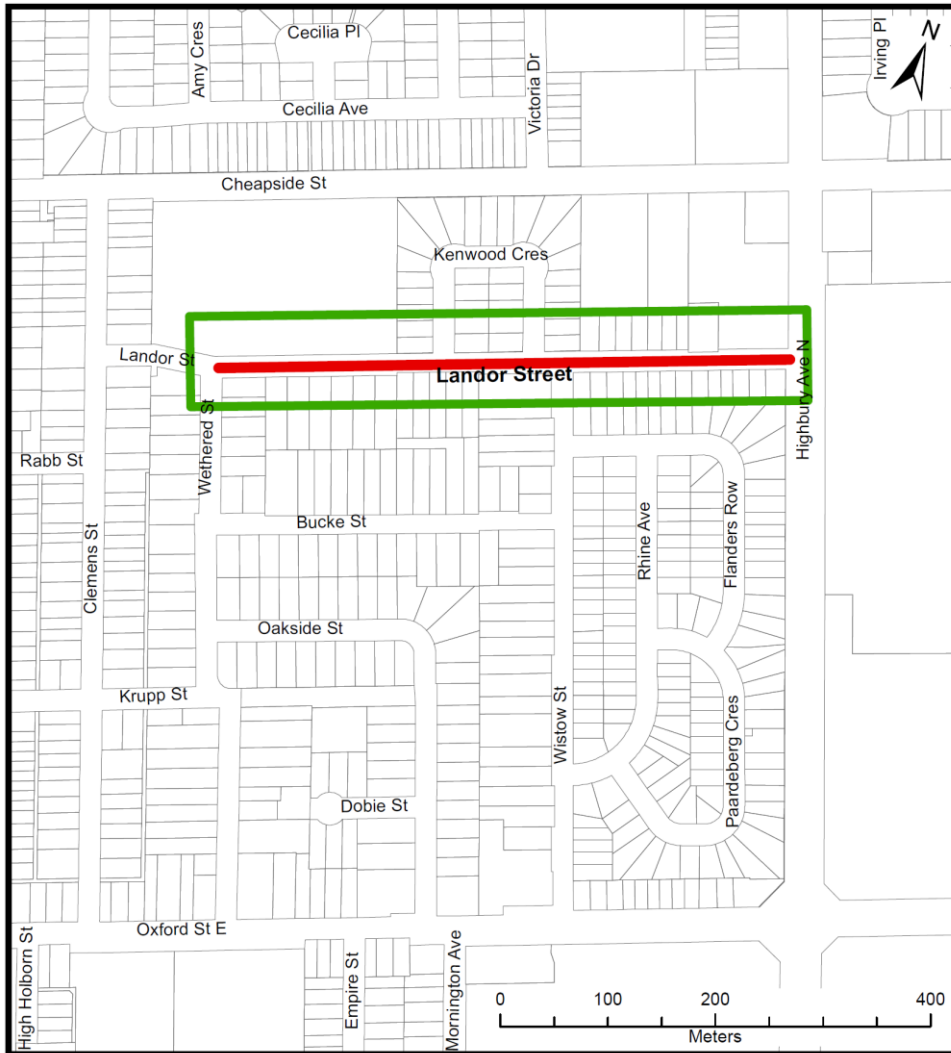 Cecilia Pl
Amy Cres
Victoria Dr
Irving Pl
N
Cecilia Ave
Cheapside St
Kenwood Cres
Landor St
Landor Street
Highbury Ave N
Wethered St
Rabb St
Bucke St
Clemens St
Rhine Ave
Flanders Row
Oakside St
Krupp St
Wistow St
Paardeberg Cres
Dobie St
Oxford St E
High Holborn St
Empire St
Mornington Ave
0 100 200 400
Meters